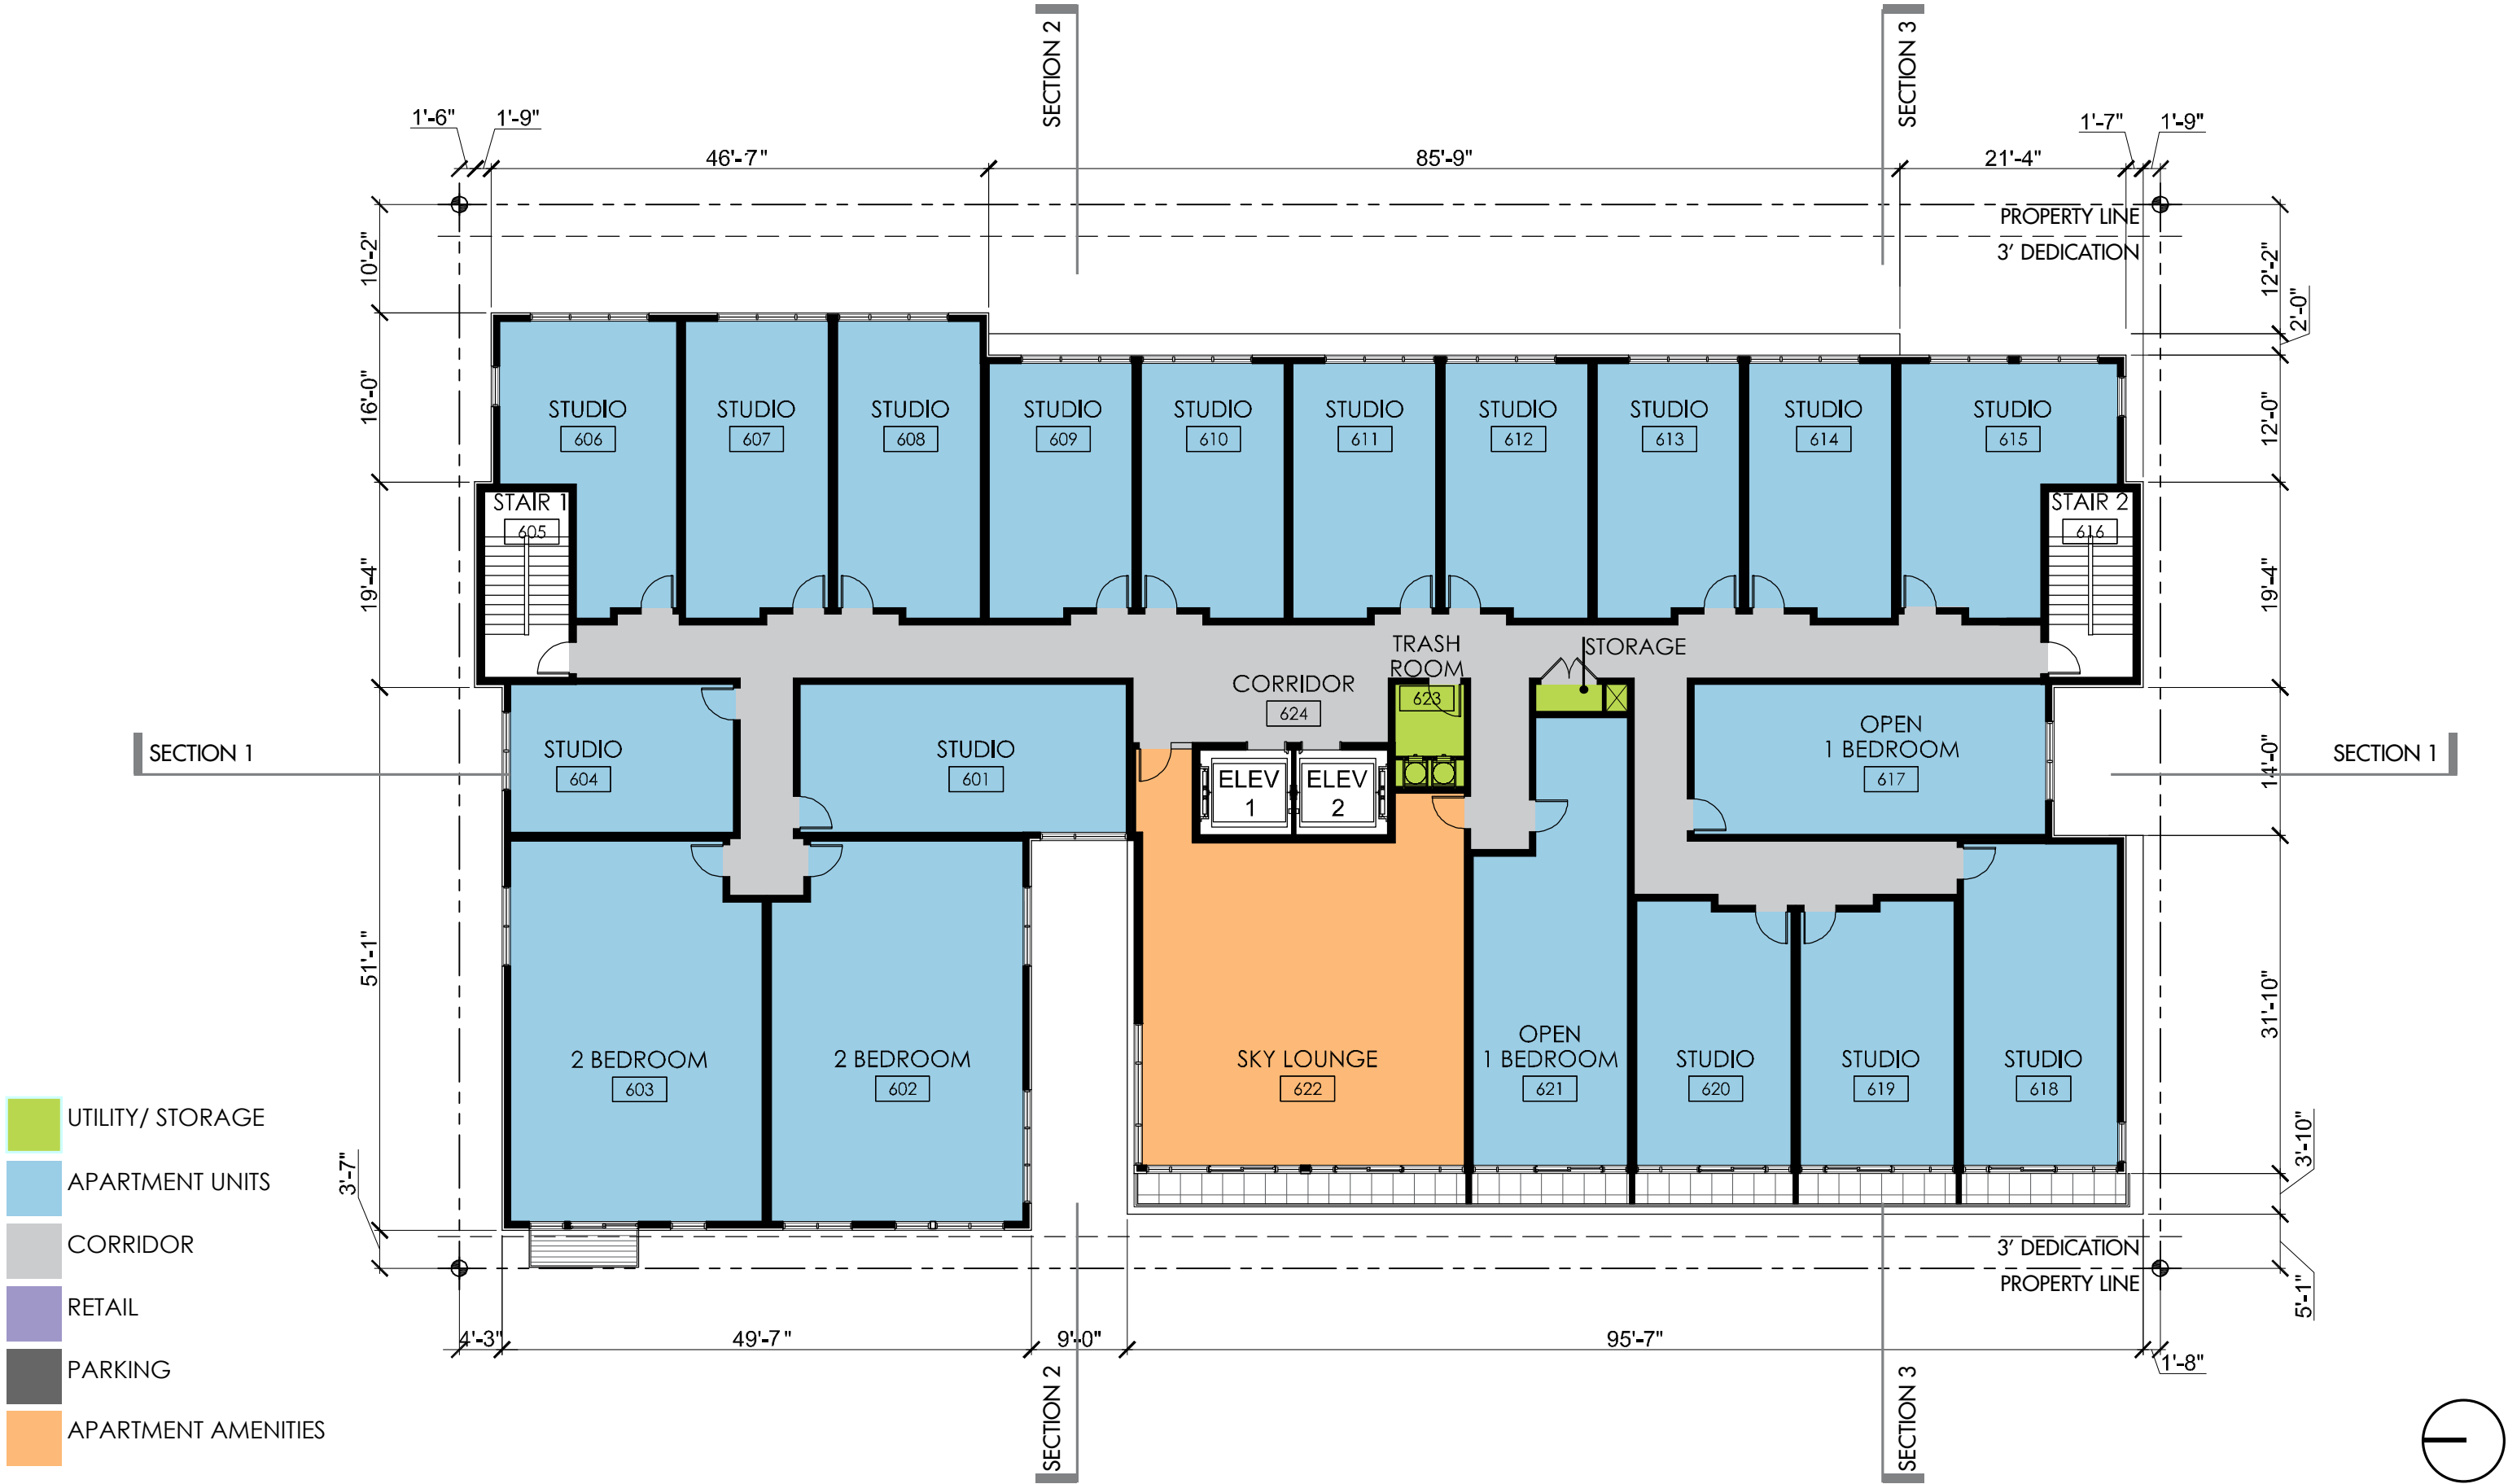 SECTION 2
SECTION 3
1'-6"
1'-9"
46'-7"
85'-9"
21'-4"
1'-7"
1'-9"
PROPERTY LINE
3' DEDICATION
10'-2"
16'-0"
19'-4"
51'-1"
3'-7"
12'-2"
2'-0"
12'-0"
19'-4"
14'-0"
31'-10"
3'-10"
5'-1"
STUDIO
606
STUDIO
607
STUDIO
608
STUDIO
609
STUDIO
610
STUDIO
611
STUDIO
612
STUDIO
613
STUDIO
614
STUDIO
615
STAIR 1
605
STAIR 2
616
TRASH
ROOM
623
STORAGE
CORRIDOR
624
SECTION 1
STUDIO
604
STUDIO
601
ELEV
1
ELEV
2
OPEN
1 BEDROOM
617
SECTION 1
2 BEDROOM
603
2 BEDROOM
602
SKY LOUNGE
622
OPEN
1 BEDROOM
621
STUDIO
620
STUDIO
619
STUDIO
618
UTILITY/ STORAGE
APARTMENT UNITS
CORRIDOR
RETAIL
PARKING
APARTMENT AMENITIES
3' DEDICATION
PROPERTY LINE
4'-3"
49'-7"
9'-0"
95'-7"
1'-8"
SECTION 2
SECTION 3